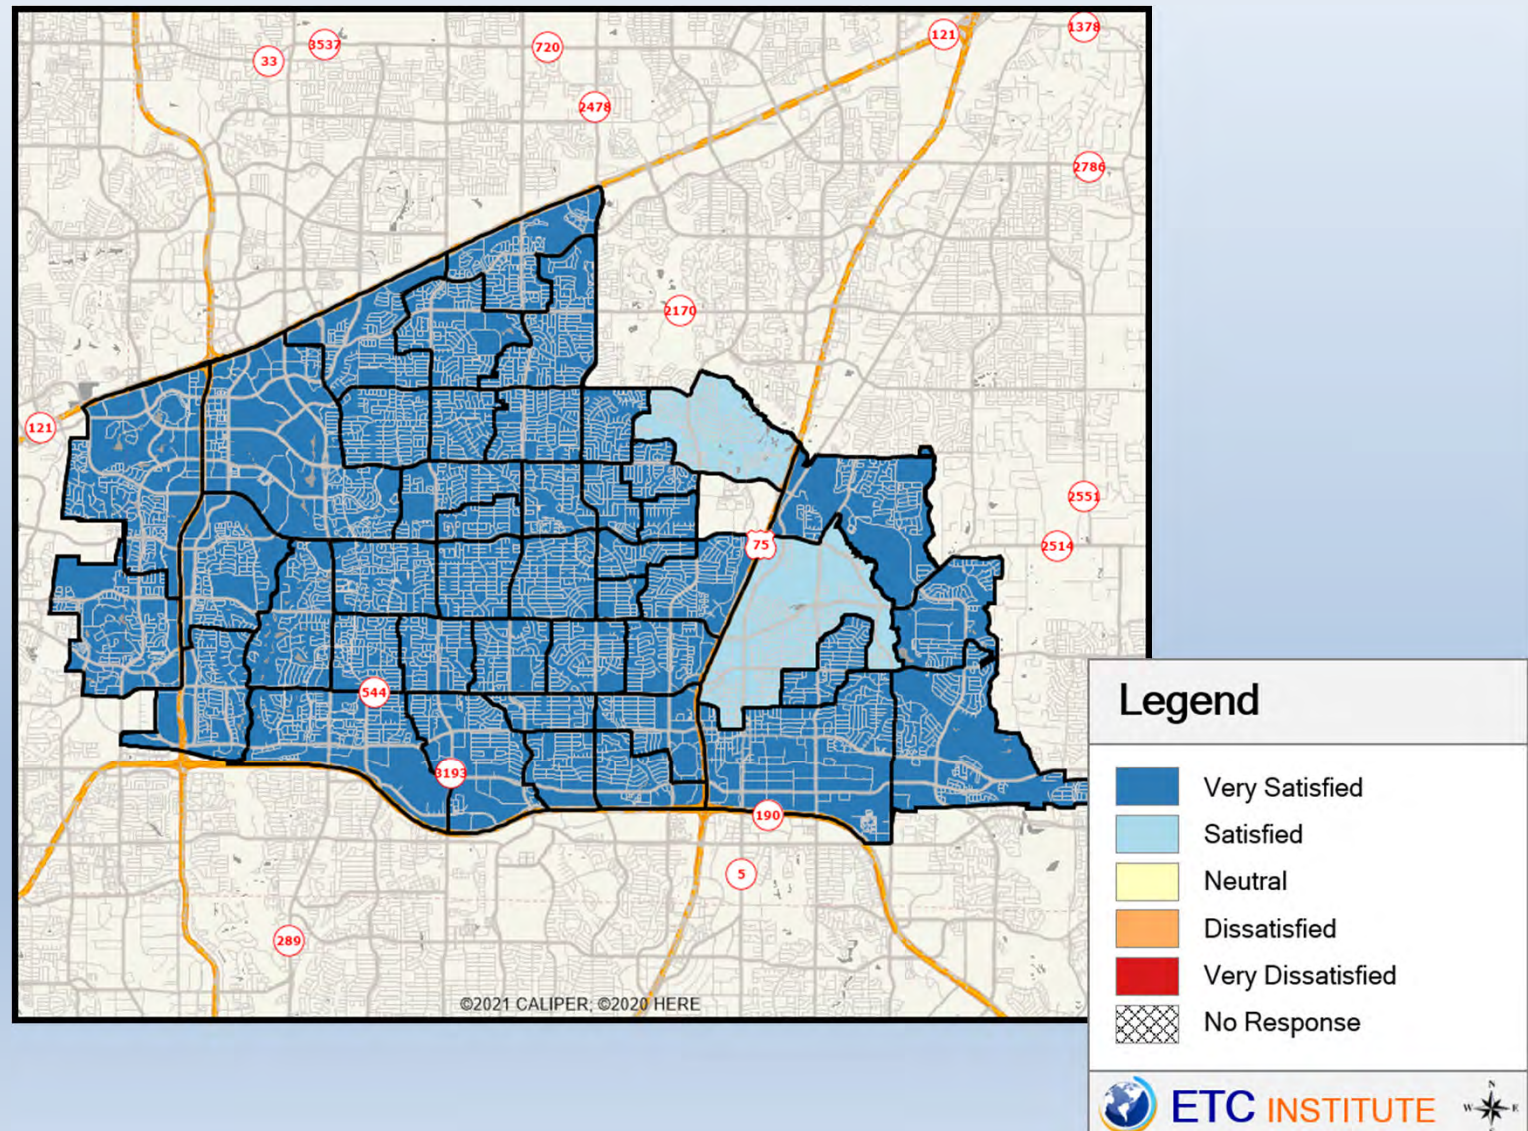 121
1378
33
3537
720
2478
2786
2170
121
2551
75
2514
544
3193
190
5
289
©2021 CALIPER; ©2020 HERE
Legend
Very Satisfied
Satisfied
Neutral
Dissatisfied
Very Dissatisfied
No Response
ETC INSTITUTE
N
W E
S